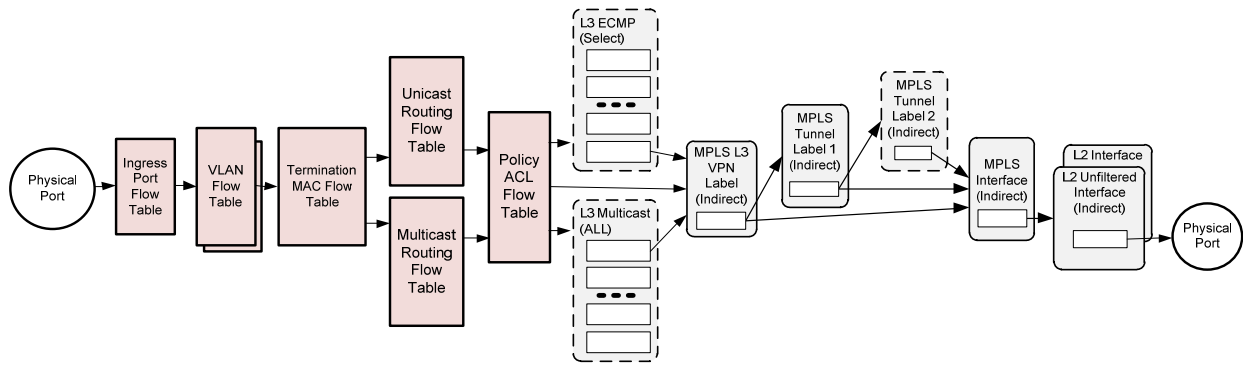 Physical
Port
Ingress
Port
Flow
Table
VLAN
Flow
Table
Termination
MAC Flow
Table
Unicast
Routing
Flow
Table
Multicast
Routing
Flow
Table
Policy
ACL
Flow
Table
L3 ECMP
(Select)
L3 Multicast
(ALL)
MPLS L3
VPN
Label
(Indirect)
MPLS
Tunnel
Label 1
(Indirect)
MPLS
Tunnel
Label 2
(Indirect)
MPLS
Interface
(Indirect)
L2 Interface
L2 Unfiltered
Interface
(Indirect)
Physical
Port